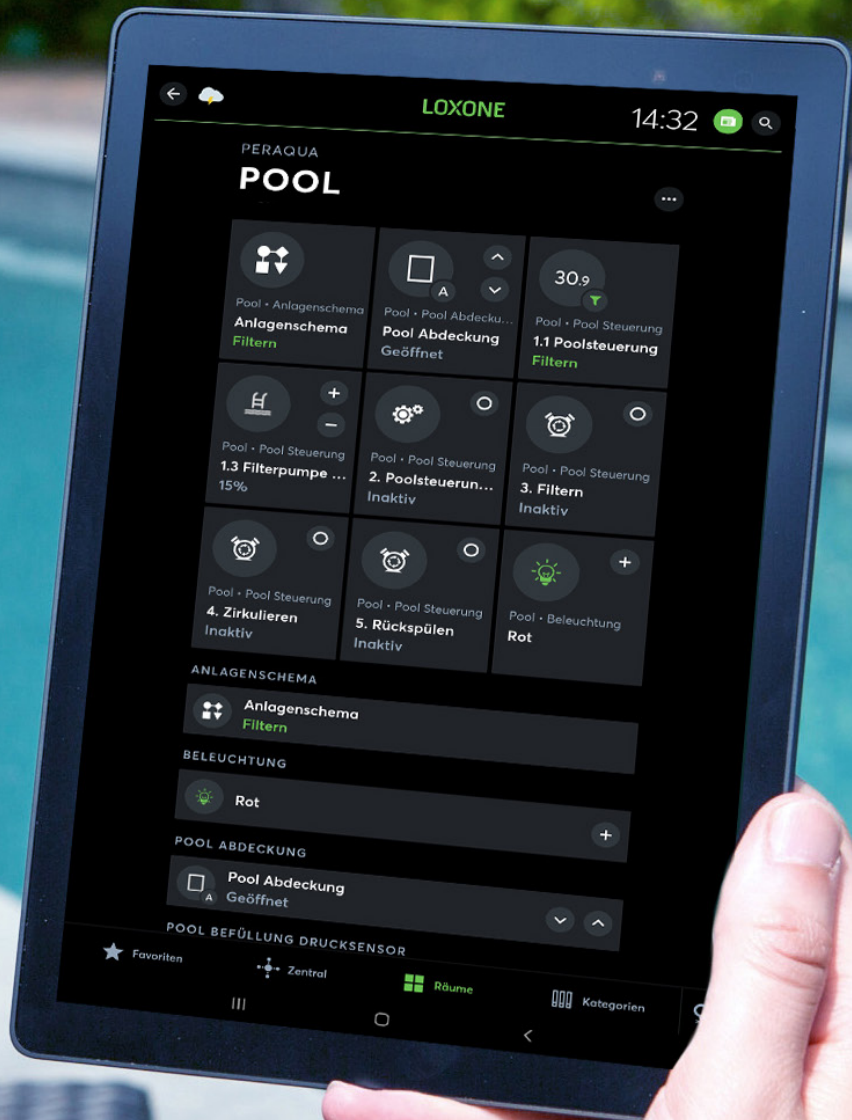 LOXONE
14:32
PERAQUA
POOL
Pool • Anlagenschema
Anlagenschema
Filtern
A
Pool • Pool Abdecku...
Pool Abdeckung
Geöffnet
30.9
Pool • Pool Steuerung
1.1 Poolsteuerung
Filtern
Pool • Pool Steuerung
1.3 Filterpumpe ...
15%
Pool • Pool Steuerung
2. Poolsteuerun...
Inaktiv
Pool • Pool Steuerung
3. Filtern
Inaktiv
Pool • Pool Steuerung
4. Zirkulieren
Inaktiv
Pool • Pool Steuerung
5. Rückspülen
Inaktiv
Pool • Beleuchtung
Rot
ANLAGENSCHEMA
Anlagenschema
Filtern
BELEUCHTUNG
Rot
POOL ABDECKUNG
A
Pool Abdeckung
Geöffnet
POOL BEFÜLLUNG DRUCKSENSOR
Favoriten
Zentral
Räume
Kategorien